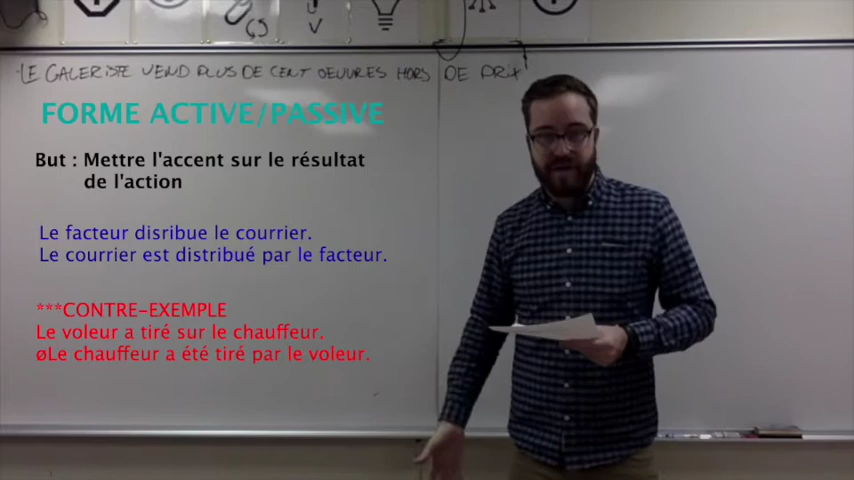 LE GALERISTE VEND PLUS DE CENT OEUVRES HORS DE PRIX
FORME ACTIVE/PASSIVE
But : Mettre l'accent sur le résultat
de l'action
Le facteur disribue le courrier.
Le courrier est distribué par le facteur.
***CONTRE-EXEMPLE
Le voleur a tiré sur le chauffeur.
øLe chauffeur a été tiré par le voleur.